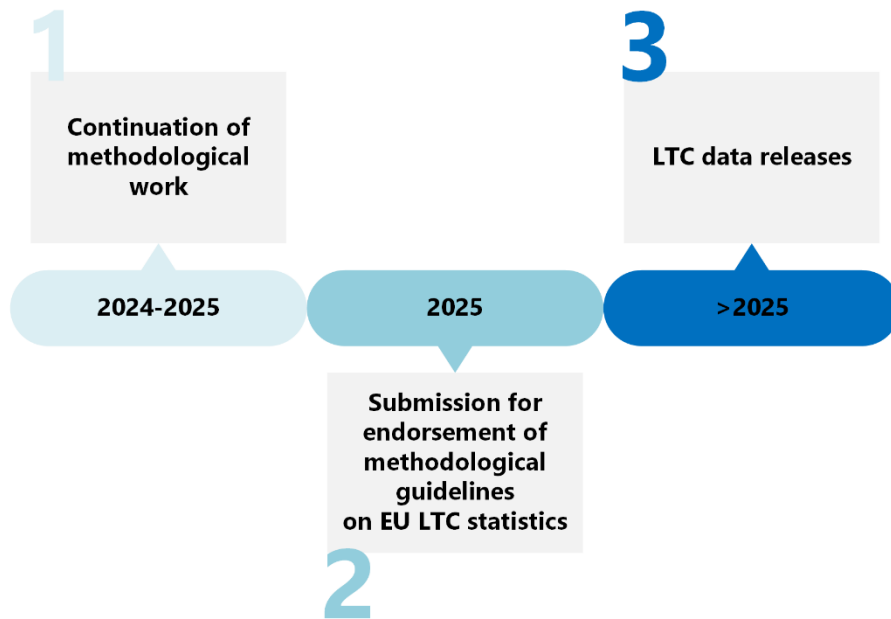 1
Continuation of
methodological
work
2024-2025
2025
Submission for
endorsement of
methodological
guidelines
on EU LTC statistics
2
3
LTC data releases
>2025